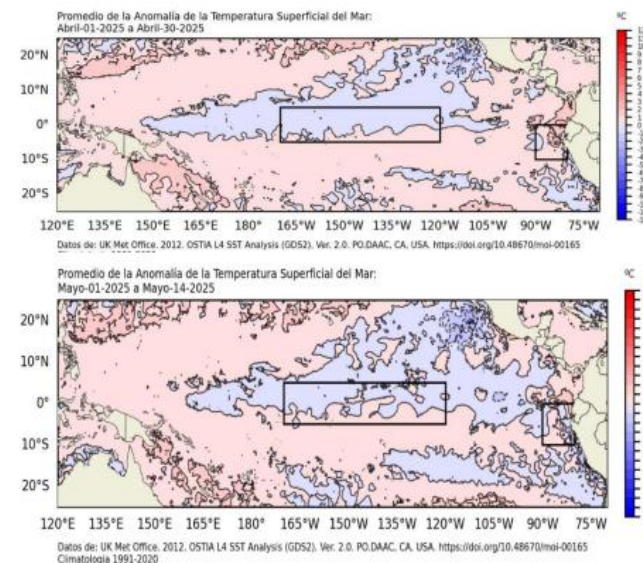 Promedio de la Anomalía de la Temperatura Superficial del Mar:
Abril-01-2025 a Abril-30-2025
ºC
20°N
10°N
0°
10°S
20°S
120°E 135°E 150°E 165°E 180° 165°W 150°W 135°W 120°W 105°W 90°W 75°W
Datos de: UK Met Office. 2012. OSTIA L4 SST Analysis (GDS2). Ver. 2.0. PO.DAAC, CA, USA. https://doi.org/10.48670/moi-00165
Promedio de la Anomalía de la Temperatura Superficial del Mar:
Mayo-01-2025 a Mayo-14-2025
ºC
20°N
10°N
0°
10°S
20°S
120°E 135°E 150°E 165°E 180° 165°W 150°W 135°W 120°W 105°W 90°W 75°W
Datos de: UK Met Office. 2012. OSTIA L4 SST Analysis (GDS2). Ver. 2.0. PO.DAAC, CA, USA. https://doi.org/10.48670/moi-00165
Climatología 1991-2020